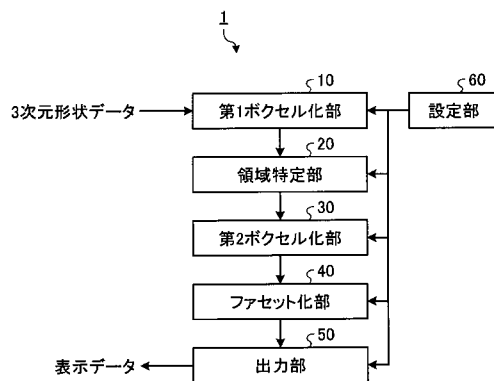 1
10
60
3次元形状データ
第1ボクセル化部
設定部
20
領域特定部
30
第2ボクセル化部
40
ファセット化部
50
表示データ
出力部